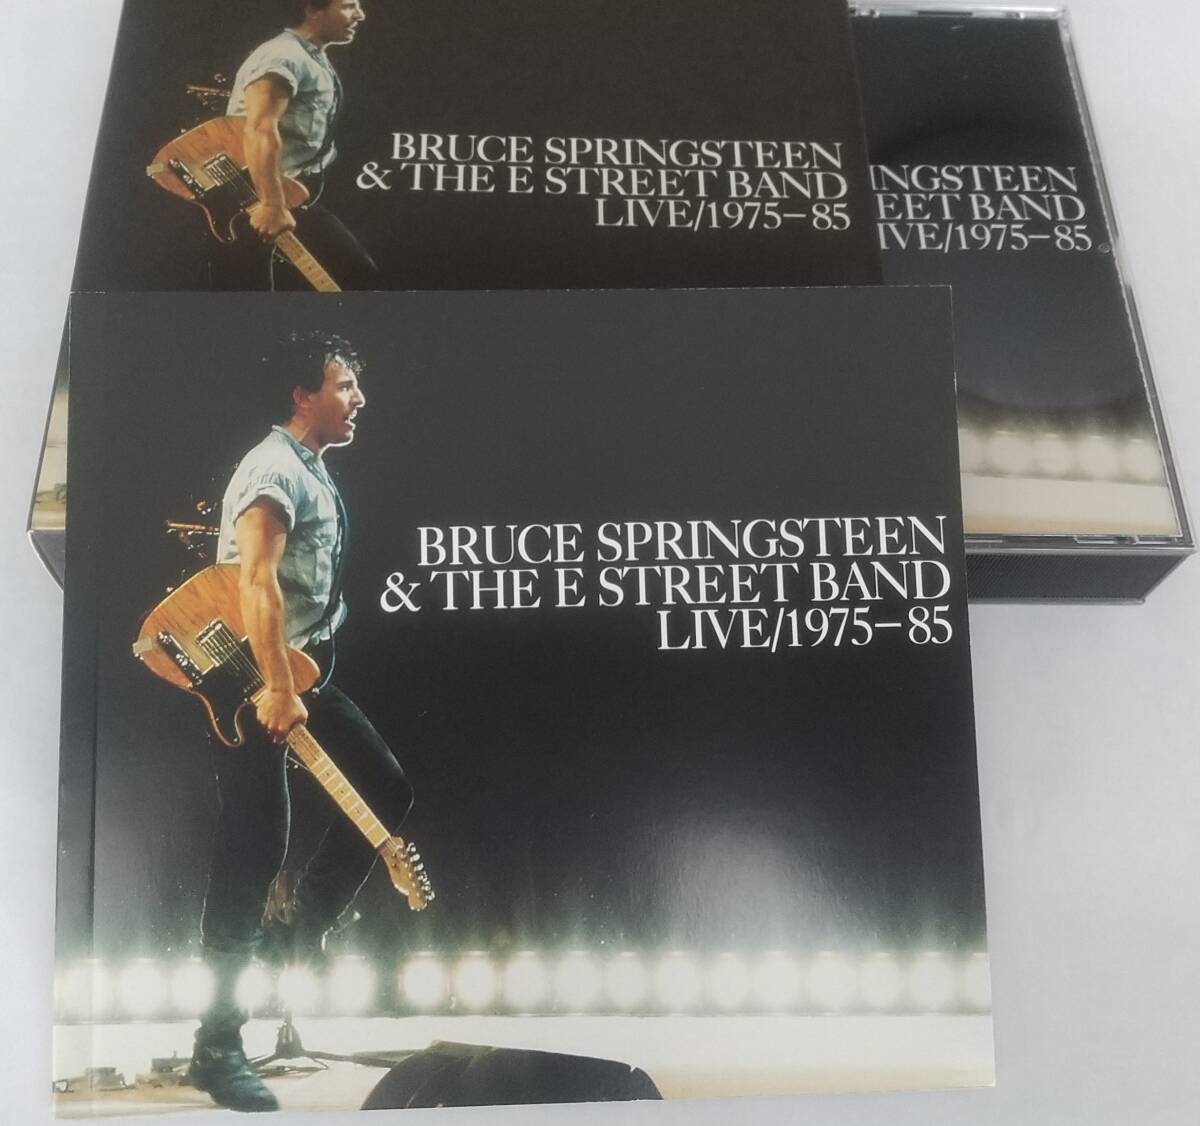 BRUCE SPRINGSTEEN
& THE E STREET BAND
LIVE/1975–85
INGSTEEN
EET BAND
IVE/1975–85
BRUCE SPRINGSTEEN
& THE E STREET BAND
LIVE/1975–85